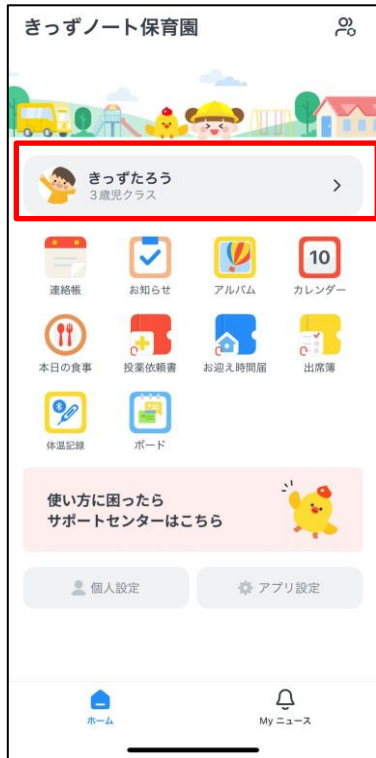 きっずノート保育園
きっずたろう
3歳児クラス
連絡帳
お知らせ
アルバム
10
カレンダー
本日の食事
投薬依頼書
お迎え時間届
出席簿
体温記録
ボード
使い方に困ったら
サポートセンターはこちら
個人設定
アプリ設定
ホーム
My ニュース